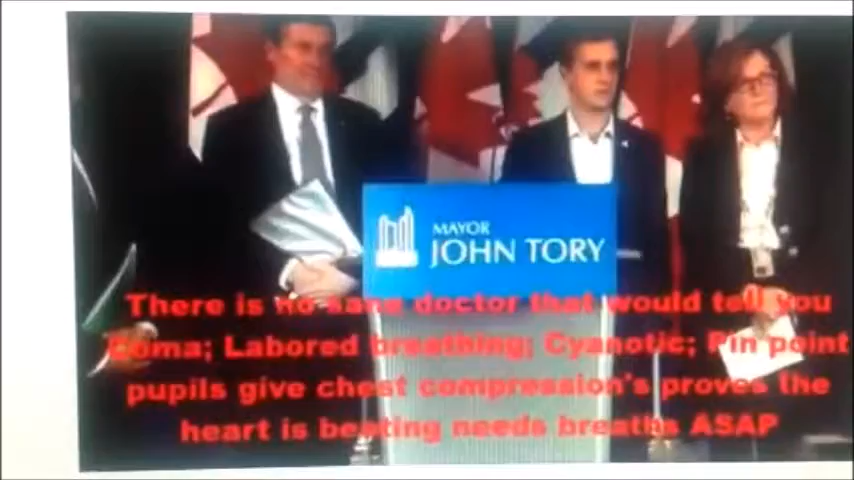 MAYOR
JOHN TORY
There is no sane doctor that would tell you
Coma; Labored breathing; Cyanotic; Pin point
pupils give chest compression's proves the
heart is beating needs breaths ASAP